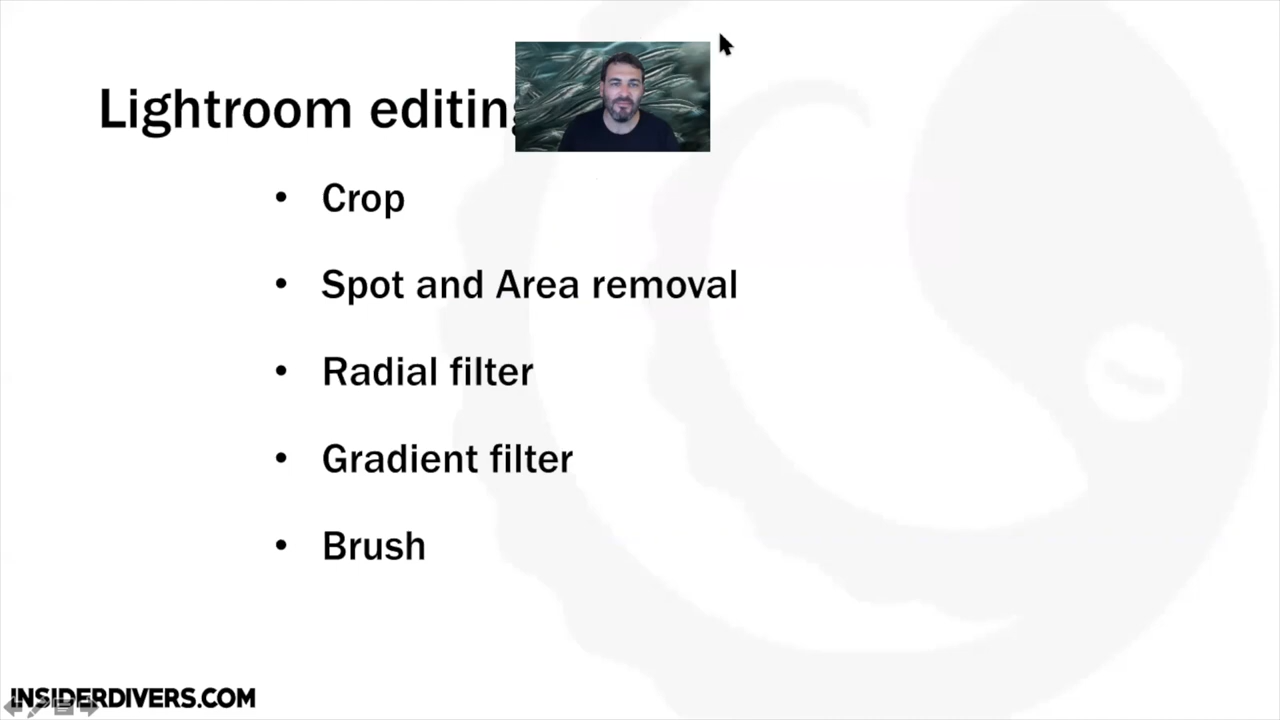 Lightroom editing
• Crop
• Spot and Area removal
• Radial filter
• Gradient filter
• Brush
INSIDERDIVERS.COM